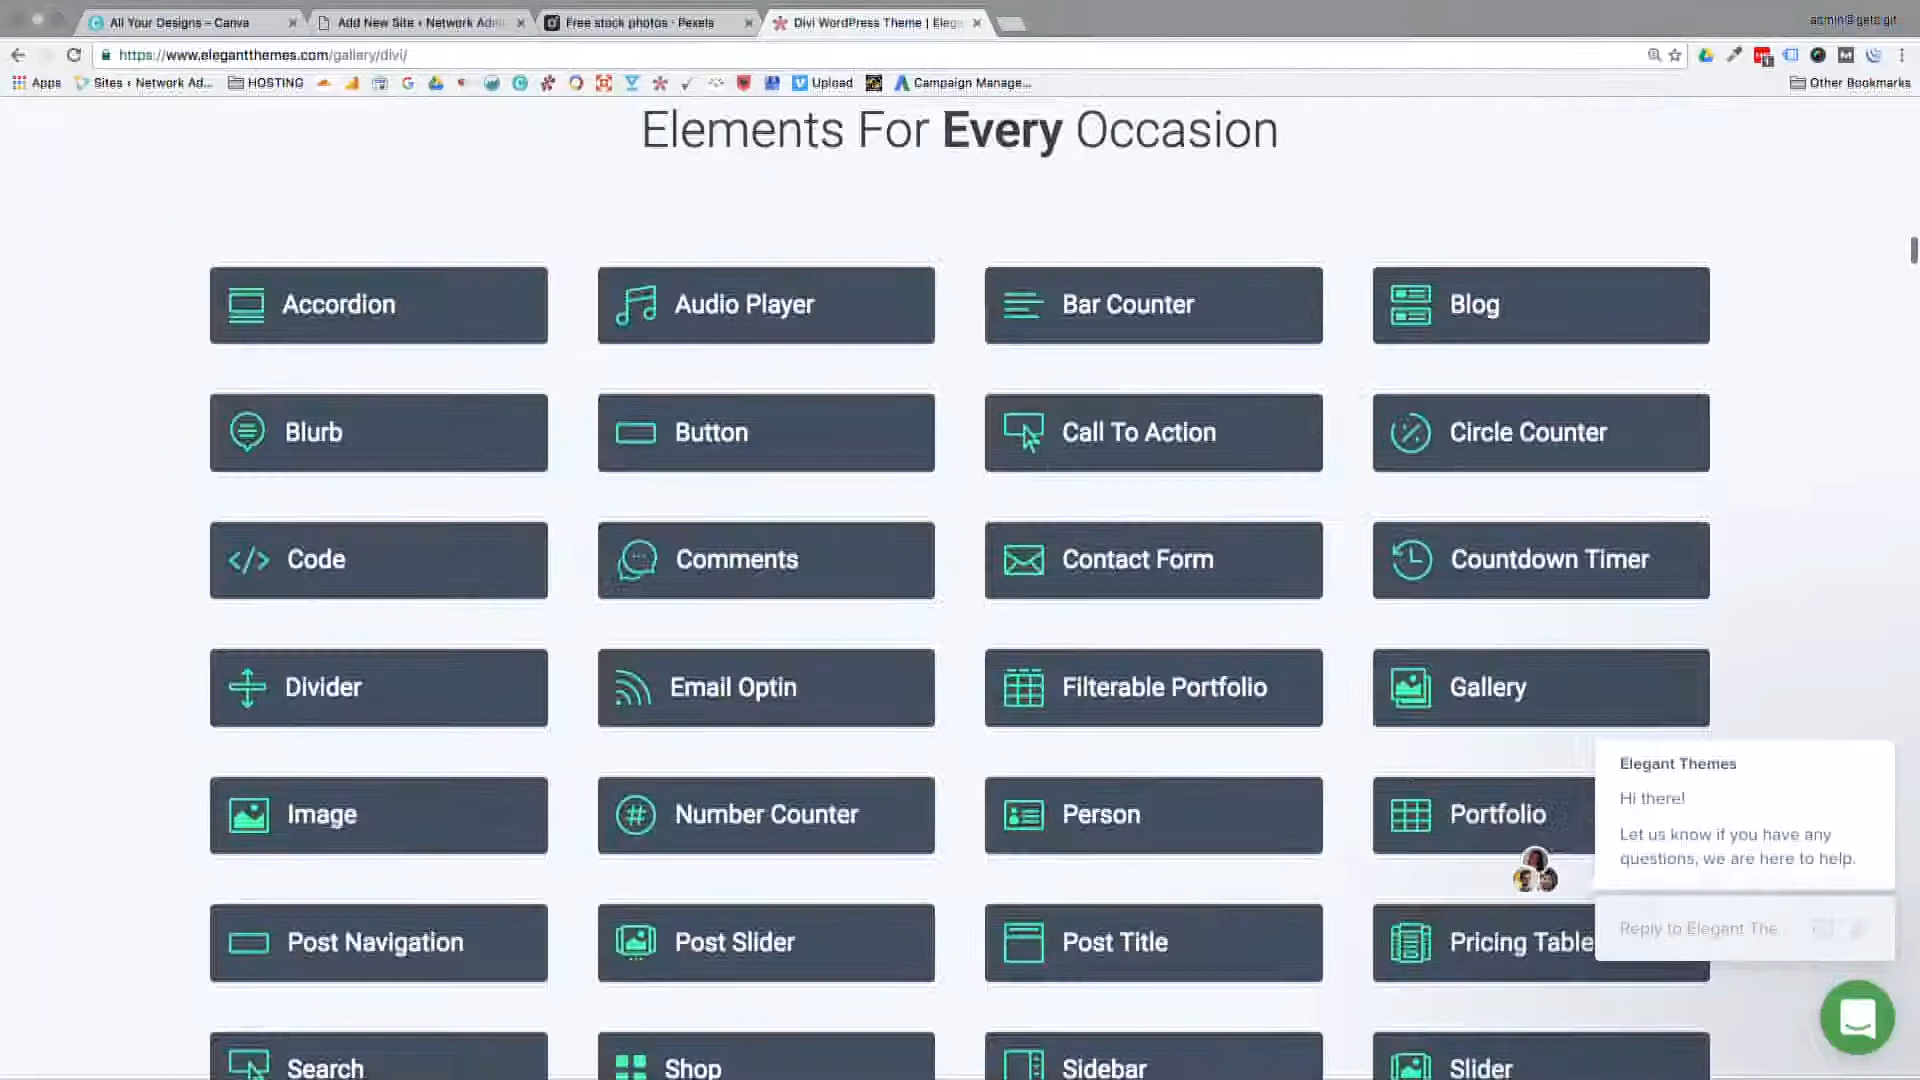 All Your Designs – Canva
Add New Site ‹ Network Adm
Free stock photos · Pexels
Divi WordPress Theme | Eleg
https://www.elegantthemes.com/gallery/divi/
Apps
Sites ‹ Network Ad...
HOSTING
Upload
Campaign Manage...
Other Bookmarks
Elements For Every Occasion
Accordion
Audio Player
Bar Counter
Blog
Blurb
Button
Call To Action
Circle Counter
Code
Comments
Contact Form
Countdown Timer
Divider
Email Optin
Filterable Portfolio
Gallery
Image
Number Counter
Person
Portfolio
Post Navigation
Post Slider
Post Title
Pricing Table
Search
Shop
Sidebar
Slider
Elegant Themes
Hi there!
Let us know if you have any
questions, we are here to help.
Reply to Elegant The...